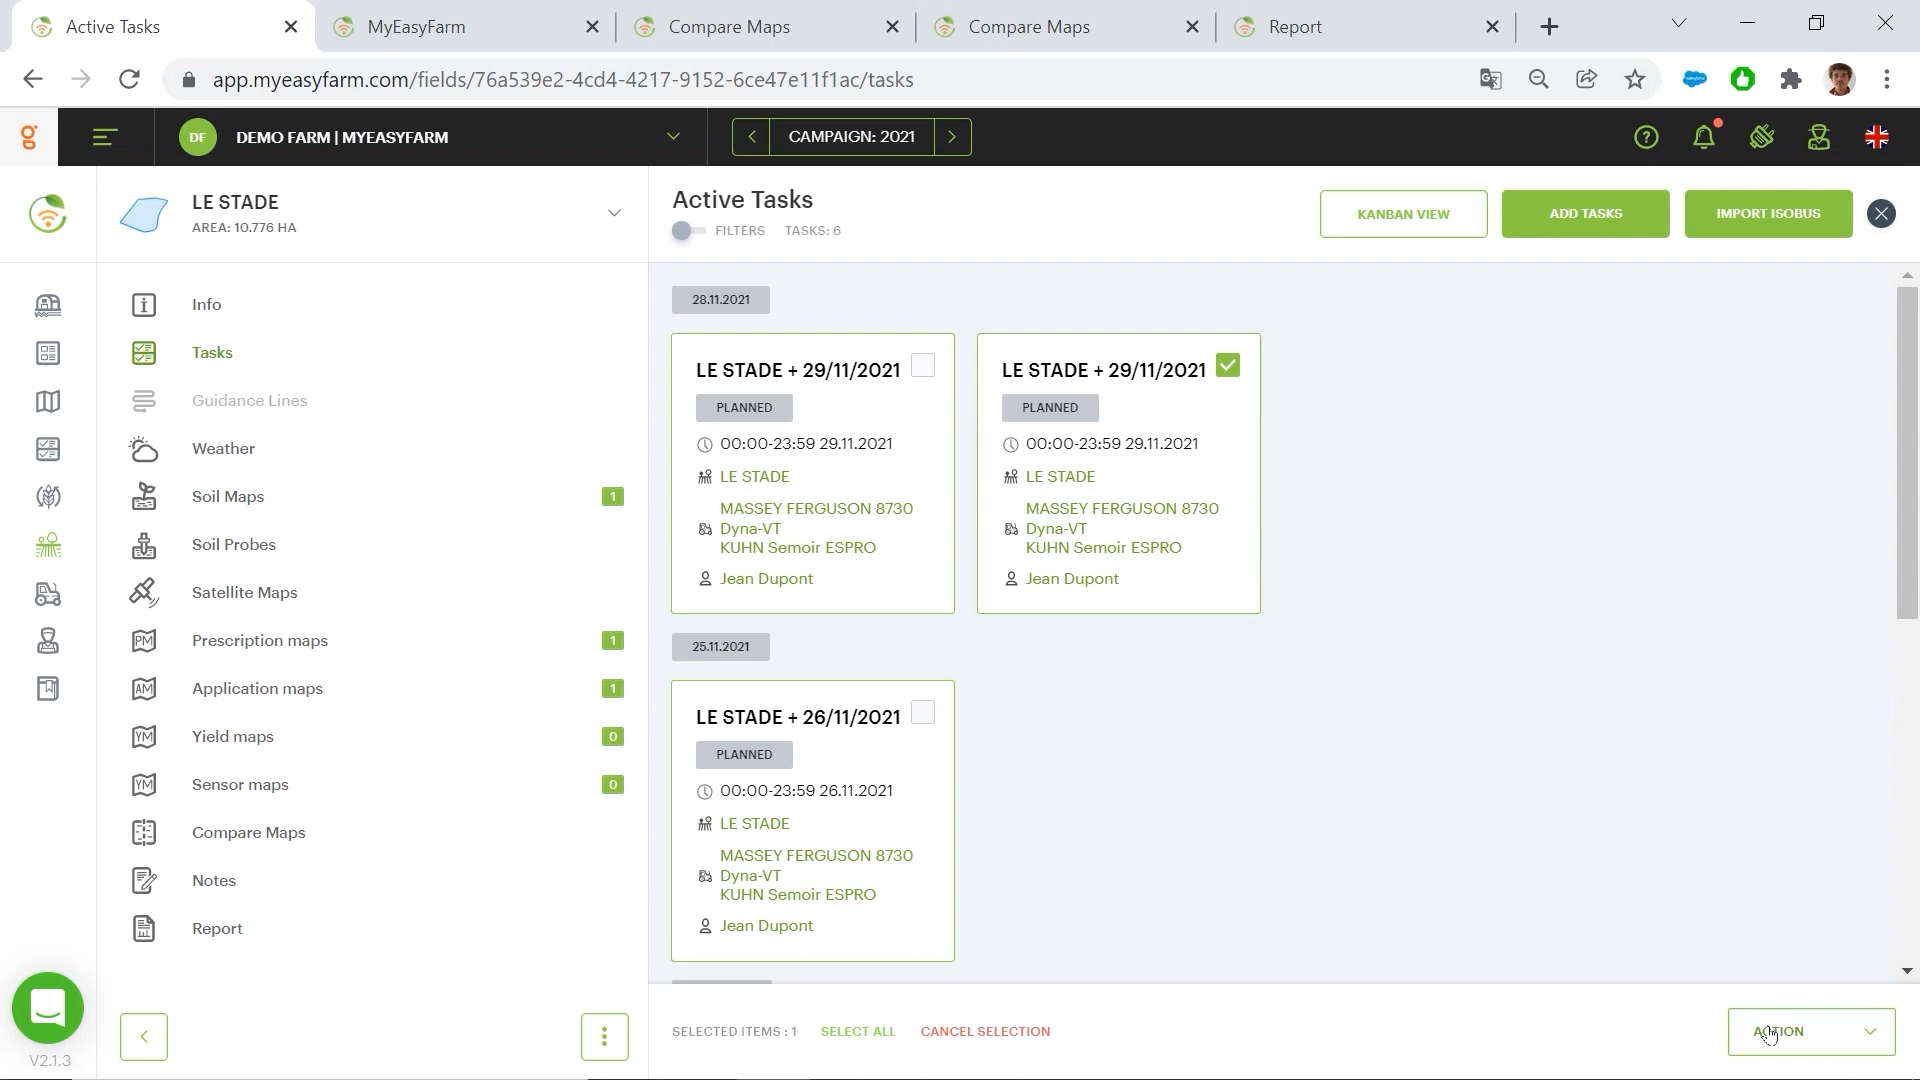 Active Tasks
MyEasyFarm
Compare Maps
Compare Maps
Report
app.myeasyfarm.com/fields/76a539e2-4cd4-4217-9152-6ce47e11f1ac/tasks
DF
DEMO FARM | MYEASYFARM
CAMPAIGN: 2021
LE STADE
AREA: 10.776 HA
Active Tasks
FILTERS
TASKS: 6
KANBAN VIEW
ADD TASKS
IMPORT ISOBUS
Info
Tasks
Guidance Lines
Weather
Soil Maps
1
Soil Probes
Satellite Maps
PM
Prescription maps
1
AM
Application maps
1
YM
Yield maps
0
YM
Sensor maps
0
Compare Maps
Notes
Report
V2.1.3
28.11.2021
LE STADE + 29/11/2021
PLANNED
00:00-23:59 29.11.2021
LE STADE
MASSEY FERGUSON 8730
Dyna-VT
KUHN Semoir ESPRO
Jean Dupont
LE STADE + 29/11/2021
PLANNED
00:00-23:59 29.11.2021
LE STADE
MASSEY FERGUSON 8730
Dyna-VT
KUHN Semoir ESPRO
Jean Dupont
25.11.2021
LE STADE + 26/11/2021
PLANNED
00:00-23:59 26.11.2021
LE STADE
MASSEY FERGUSON 8730
Dyna-VT
KUHN Semoir ESPRO
Jean Dupont
SELECTED ITEMS : 1
SELECT ALL
CANCEL SELECTION
ACTION